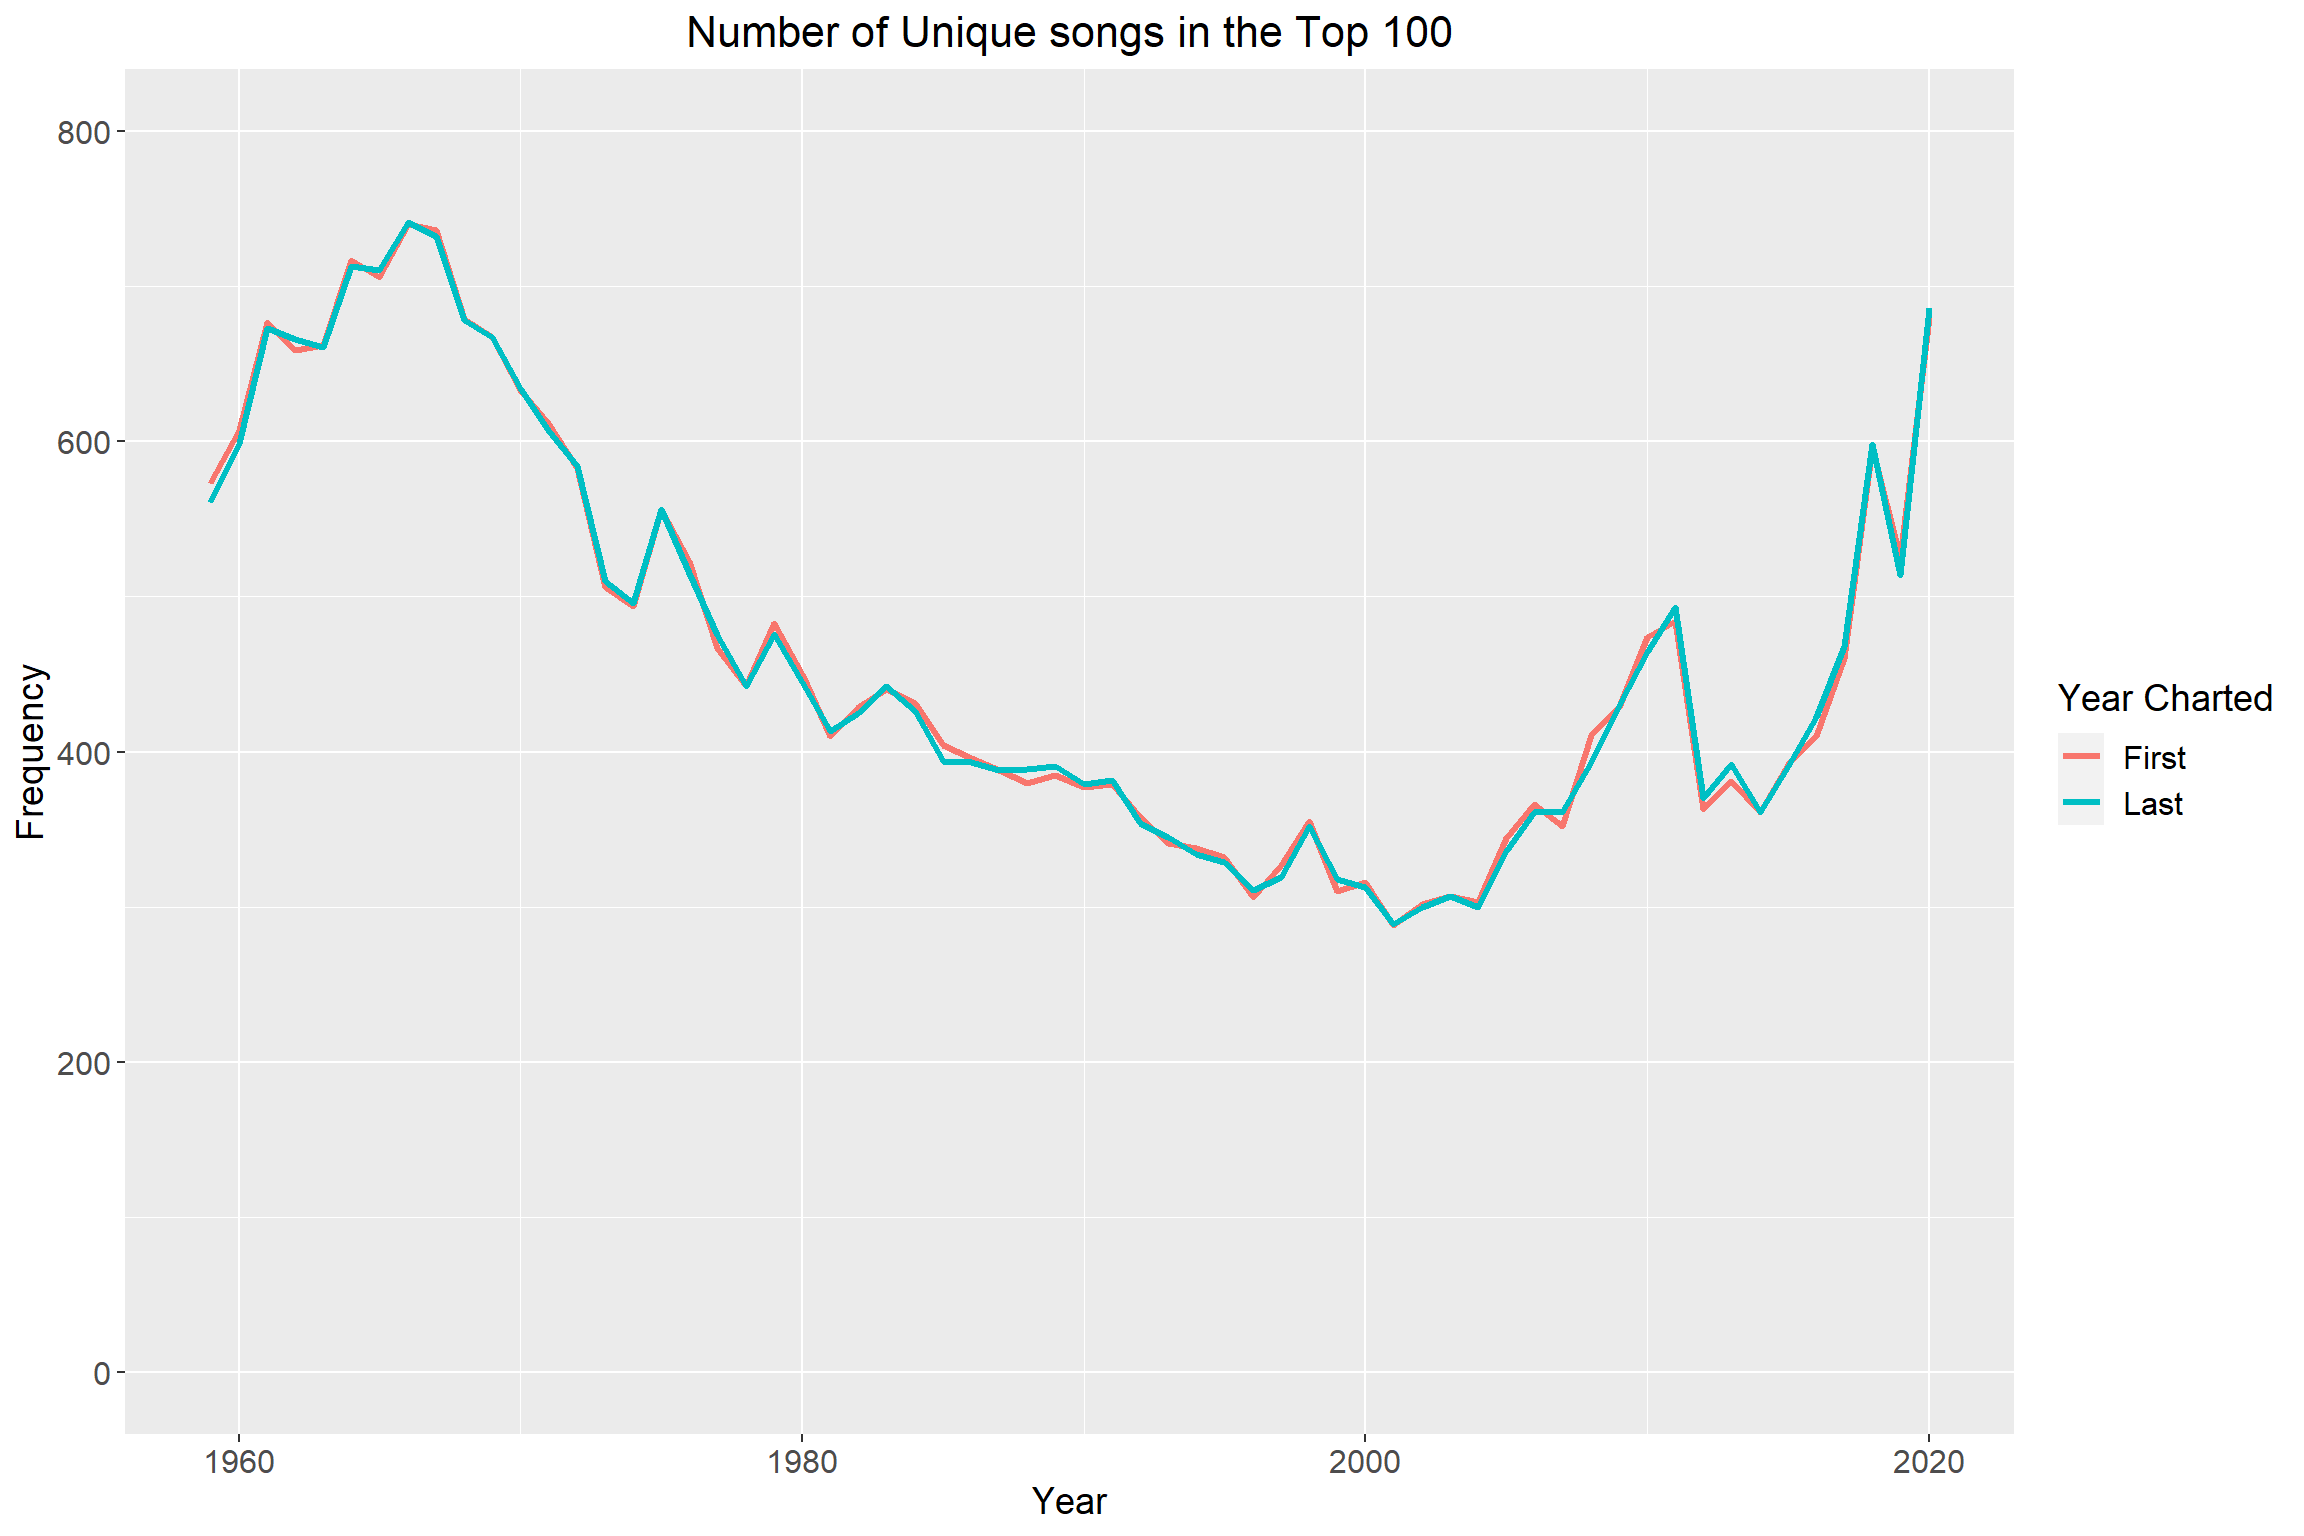 Number of Unique songs in the Top 100
800
600
400
200
0
Frequency
1960
1980
2000
2020
Year
Year Charted
First
Last